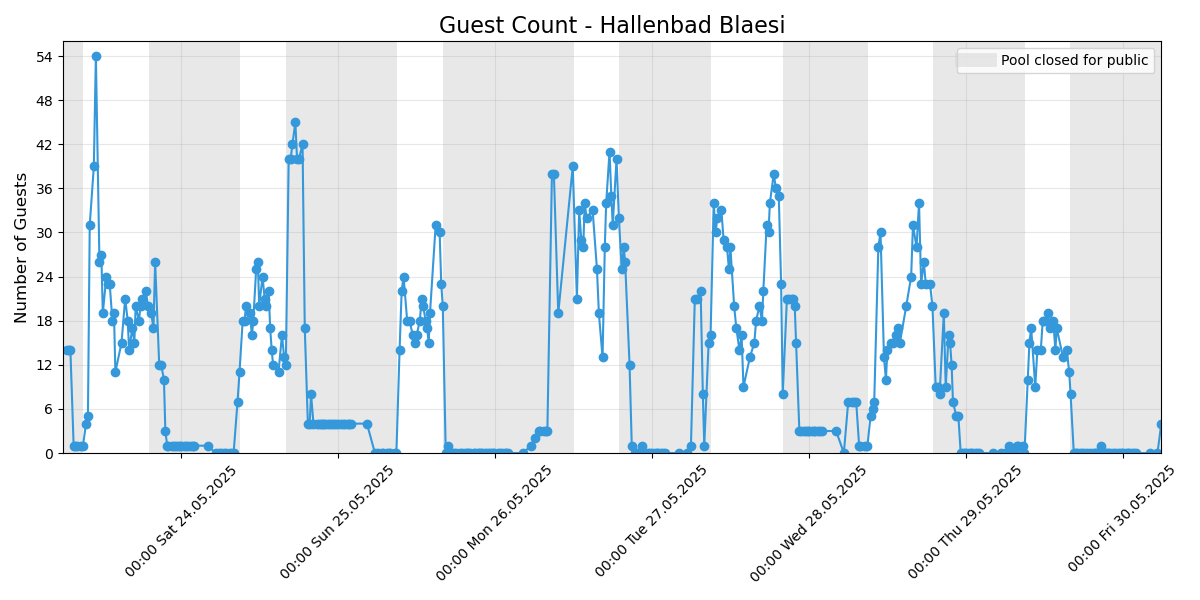 Guest Count - Hallenbad Blaesi
Pool closed for public
Number of Guests
54
48
42
36
30
24
18
12
6
0
00:00 Sat 24.05.2025
00:00 Sun 25.05.2025
00:00 Mon 26.05.2025
00:00 Tue 27.05.2025
00:00 Wed 28.05.2025
00:00 Thu 29.05.2025
00:00 Fri 30.05.2025